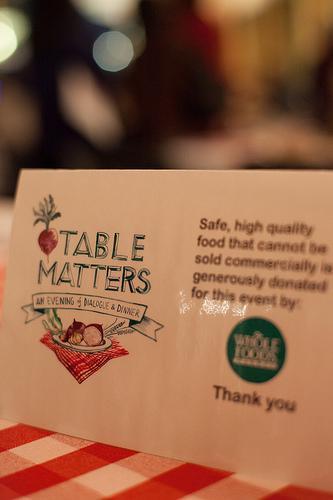 TABLE
MATTERS
AN EVENING of DIALOGUE & DINNER
Safe, high quality
food that cannot be
sold commercially is
generously donated
for this event by:
WHOLE
FOODS
Thank you